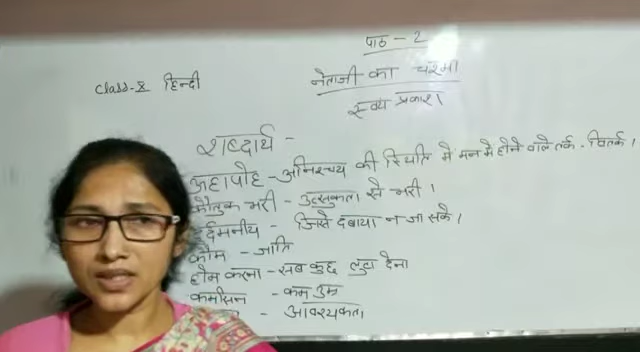 पाठ - 2
Class-X हिन्दी
नेताजी का चश्मा
स्वयं प्रकाश
शब्दार्थ -
ऊहापोह - अनिश्चय की स्थिति में मन मे होने वाले तर्क - वितर्क।
कौतुक भरी - उत्सुकता से भरी।
दुर्दमनीय - जिसे दबाया न जा सके।
कौम - जाति
होम करना - सब कुछ लुटा देना
कमसिन - कम उम्र
- आवश्यकता